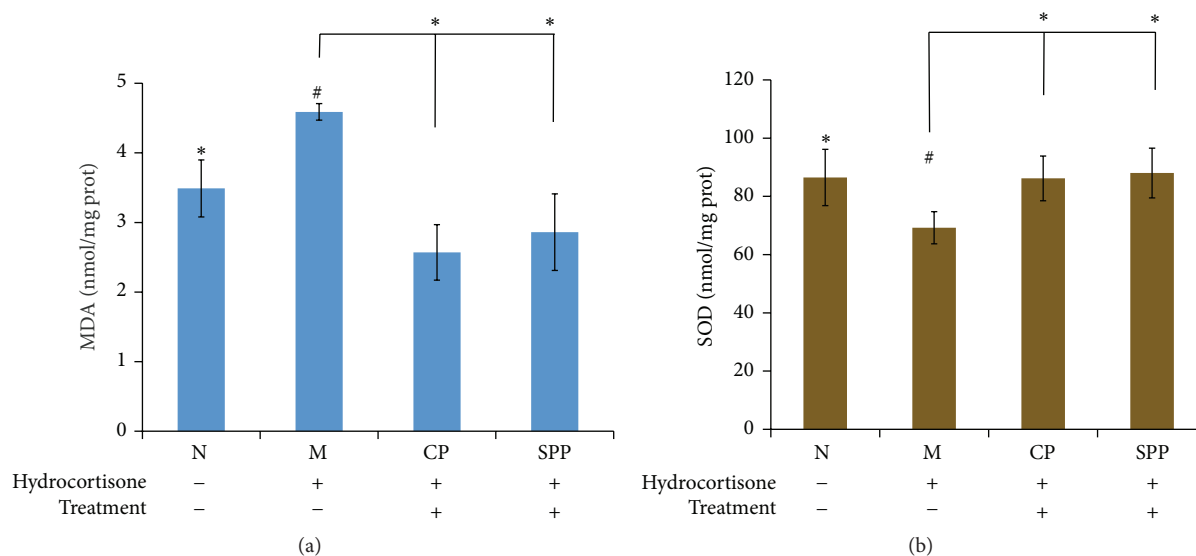 * *
#
*
5
4
3
2
1
0
MDA (nmol/mg prot)
N M CP SPP
Hydrocortisone − + + +
Treatment − − + +
(a)
* *
#
*
120
100
80
60
40
20
0
SOD (nmol/mg prot)
N M CP SPP
Hydrocortisone − + + +
Treatment − − + +
(b)